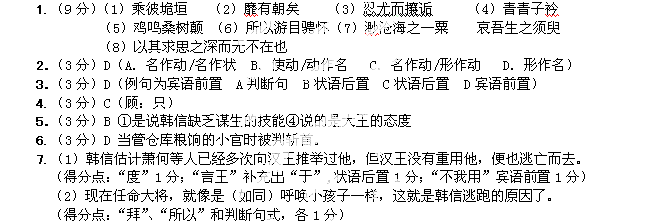 1.（9分）（1）乘彼垝垣 （2）靡有朝矣 （3）忍尤而攘诟 （4）青青子衿
（5）鸡鸣桑树颠 （6）所以游目骋怀 （7）渺沧海之一粟 哀吾生之须臾
（8）以其求思之深而无不在也
2.（3分）D（A. 名作动/名作状 B. 使动/动作名 C. 名作动/形作动 D. 形作名）
3.（3分）D（例句为宾语前置 A判断句 B状语后置 C状语后置 D宾语前置）
4.（3分）C（顾：只）
5.（3分）B ①是说韩信缺乏谋生的技能④说的是大王的态度
6.（3分）D 当管仓库粮饷的小官时被判斩首。
7.（1）韩信估计萧何等人已经多次向汉王推举过他，但汉王没有重用他，便也逃亡而去。
（得分点：“度”1分；“言王”补充出“于”，状语后置1分；“不我用”宾语前置1分）
（2）现在任命大将，就像是（如同）呼唤小孩子一样，这就是韩信逃跑的原因了。
（得分点：“拜”、“所以”和判断句式，各1分）